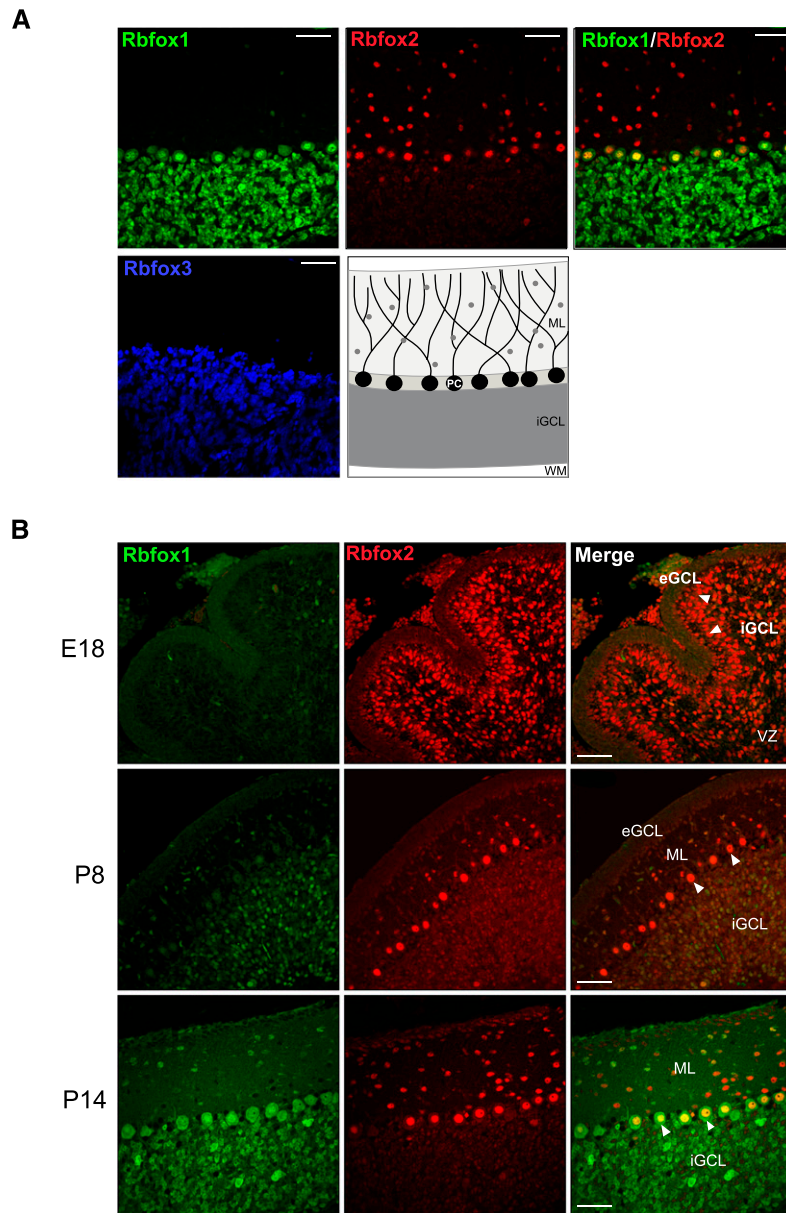 A
Rbfox1
Rbfox2
Rbfox1/Rbfox2
Rbfox3
ML
PC
iGCL
WM
B
Rbfox1
Rbfox2
Merge
E18
eGCL
iGCL
VZ
P8
eGCL
ML
iGCL
P14
ML
iGCL